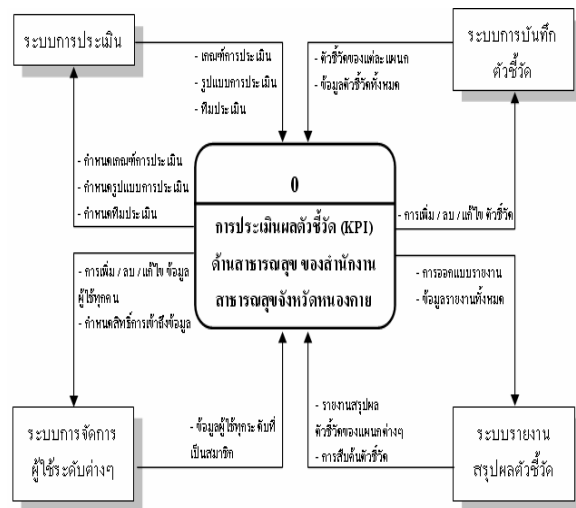 ระบบการประเมิน
- เกณฑ์การประเมิน
- รูปแบบการประเมิน
- ทีมประเมิน
- ตัวชี้วัดของแต่ละแผนก
- ข้อมูลตัวชี้วัดทั้งหมด
ระบบการบันทึก
ตัวชี้วัด
- กำหนดเกณฑ์การประเมิน
- กำหนดรูปแบบการประเมิน
- กำหนดทีมประเมิน
0
การประเมินผลตัวชี้วัด (KPI)
ด้านสาธารณสุข ของสำนักงาน
สาธารณสุขจังหวัดหนองคาย
- การเพิ่ม / ลบ / แก้ไข ตัวชี้วัด
- การเพิ่ม / ลบ / แก้ไข ข้อมูล
ผู้ใช้ทุกคน
- กำหนดสิทธิ์การเข้าถึงข้อมูล
- การออกแบบรายงาน
- ข้อมูลรายงานทั้งหมด
ระบบการจัดการ
ผู้ใช้ระดับต่างๆ
- ข้อมูลผู้ใช้ทุกระดับที่
เป็นสมาชิก
- รายงานสรุปผล
ตัวชี้วัดของแผนกต่างๆ
- การสืบค้นตัวชี้วัด
ระบบรายงาน
สรุปผลตัวชี้วัด